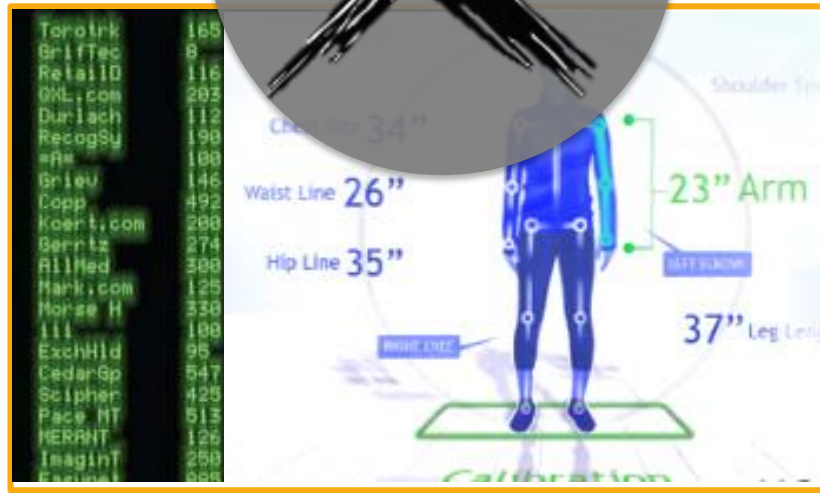 Torotrk 165
GrifTec 8
RetailD 116
OXL.com 203
Durlach 112
RecogSy 190
=A= 100
Griev 146
Copp 492
Koert.com 200
Gerrtz 274
AllMed 300
Mark.com 125
Morse H 330
iii 100
ExchHld 95
CedarGp 547
Scipher 425
Pace MT 513
MERANT 126
ImaginT 250
Shoulder
Chest Size 34”
Waist Line 26”
23” Arm
Hip Line 35”
LEFT ELBOW
37” Leg Leng
RIGHT KNEE
Calibration